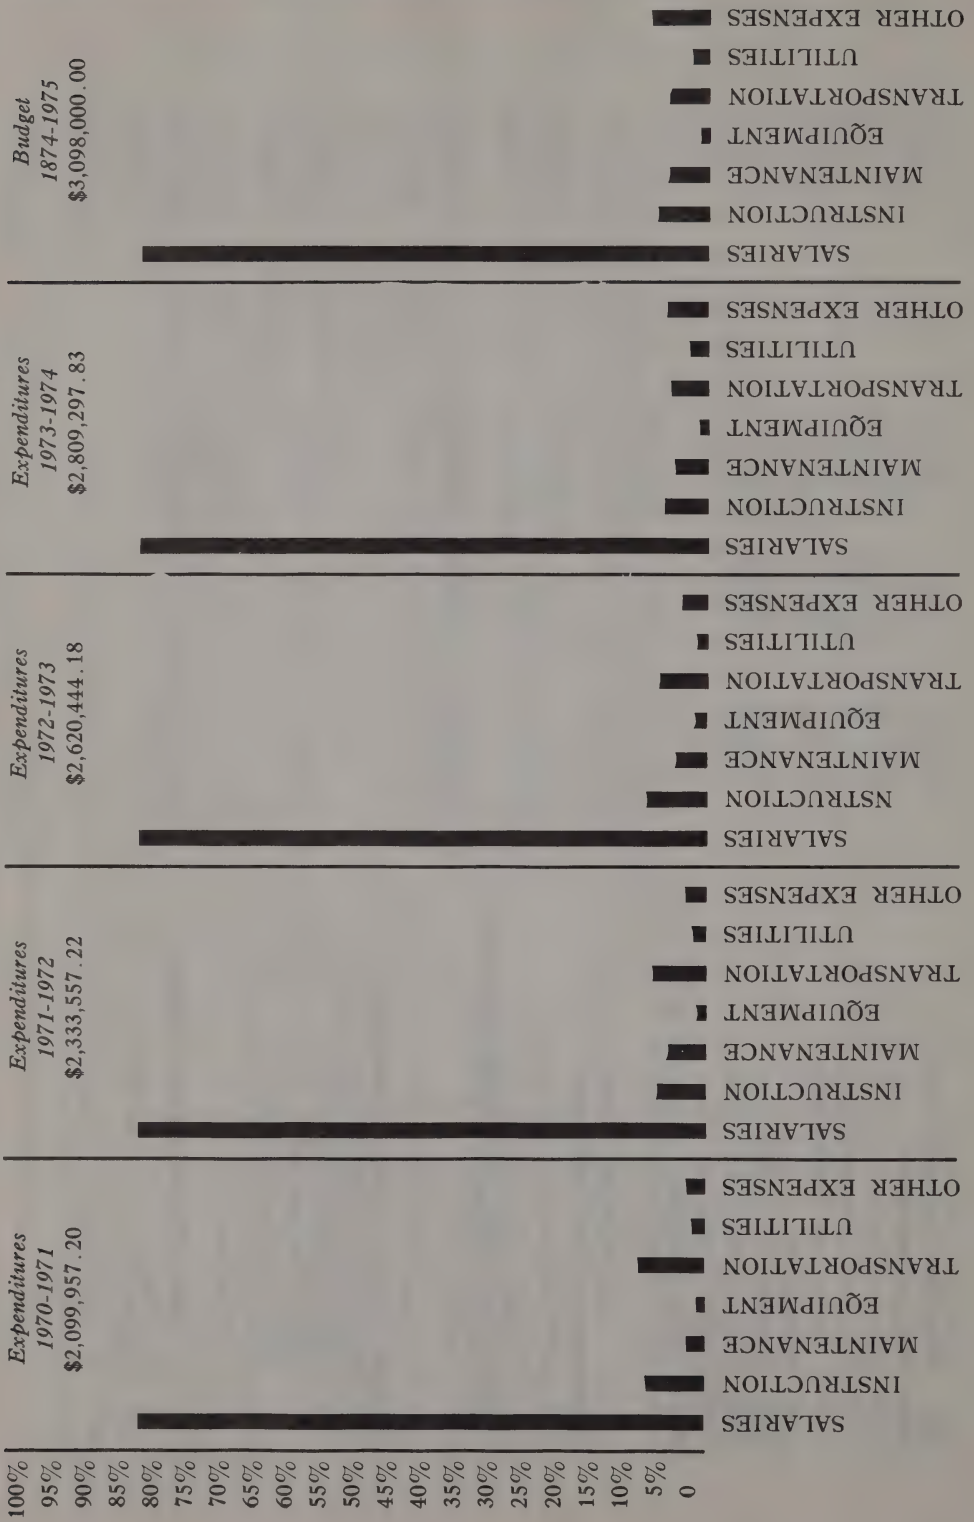 100%
95%
90%
85%
80%
75%
70%
65%
60%
55%
50%
45%
40%
35%
30%
25%
20%
15%
10%
5%
0
Expenditures
1970-1971
$2,099,957.20
SALARIES
INSTRUCTION
MAINTENANCE
EQUIPMENT
TRANSPORTATION
UTILITIES
OTHER EXPENSES
Expenditures
1971-1972
$2,333,557.22
SALARIES
INSTRUCTION
MAINTENANCE
EQUIPMENT
TRANSPORTATION
UTILITIES
OTHER EXPENSES
Expenditures
1972-1973
$2,620,444.18
SALARIES
NSTRUCTION
MAINTENANCE
EQUIPMENT
TRANSPORTATION
UTILITIES
OTHER EXPENSES
Expenditures
1973-1974
$2,809,297.83
SALARIES
INSTRUCTION
MAINTENANCE
EQUIPMENT
TRANSPORTATION
UTILITIES
OTHER EXPENSES
Budget
1874-1975
$3,098,000.00
SALARIES
INSTRUCTION
MAINTENANCE
EQUIPMENT
TRANSPORTATION
UTILITIES
OTHER EXPENSES